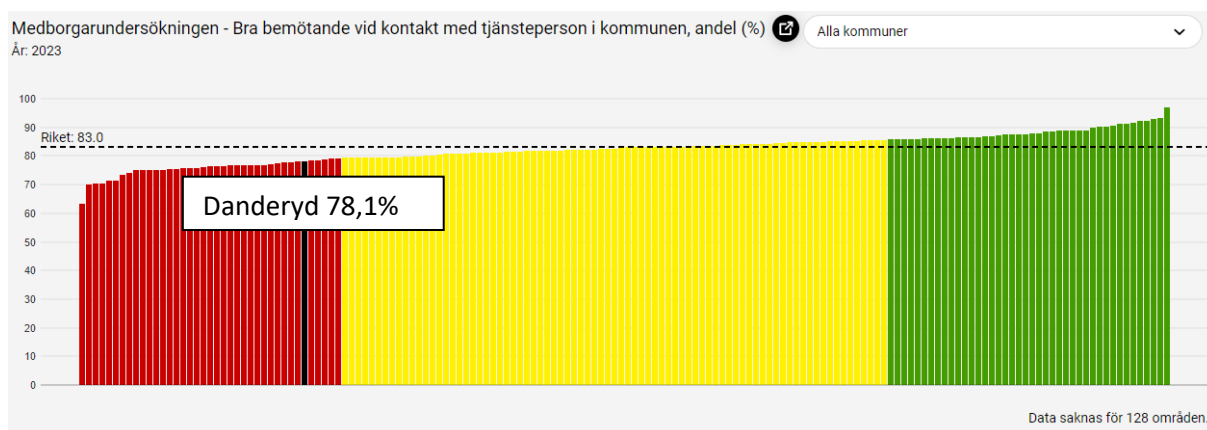 Medborgarundersökningen - Bra bemötande vid kontakt med tjänsteperson i kommunen, andel (%)
Alla kommuner
År: 2023
100
90
Riket: 83.0
80
70
Danderyd 78,1%
60
50
40
30
20
10
0
Data saknas för 128 områden.